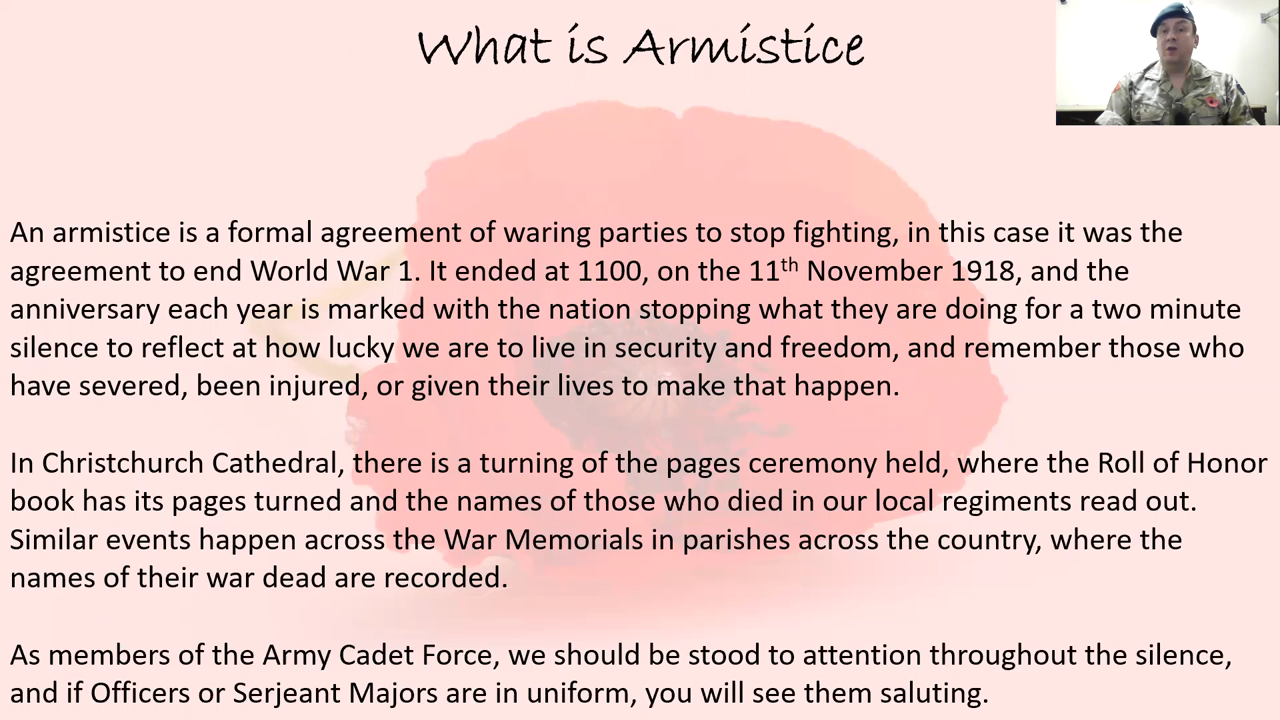 What is Armistice
An armistice is a formal agreement of waring parties to stop fighting, in this case it was the
agreement to end World War 1. It ended at 1100, on the 11th November 1918, and the
anniversary each year is marked with the nation stopping what they are doing for a two minute
silence to reflect at how lucky we are to live in security and freedom, and remember those who
have severed, been injured, or given their lives to make that happen.
In Christchurch Cathedral, there is a turning of the pages ceremony held, where the Roll of Honor
book has its pages turned and the names of those who died in our local regiments read out.
Similar events happen across the War Memorials in parishes across the country, where the
names of their war dead are recorded.
As members of the Army Cadet Force, we should be stood to attention throughout the silence,
and if Officers or Serjeant Majors are in uniform, you will see them saluting.